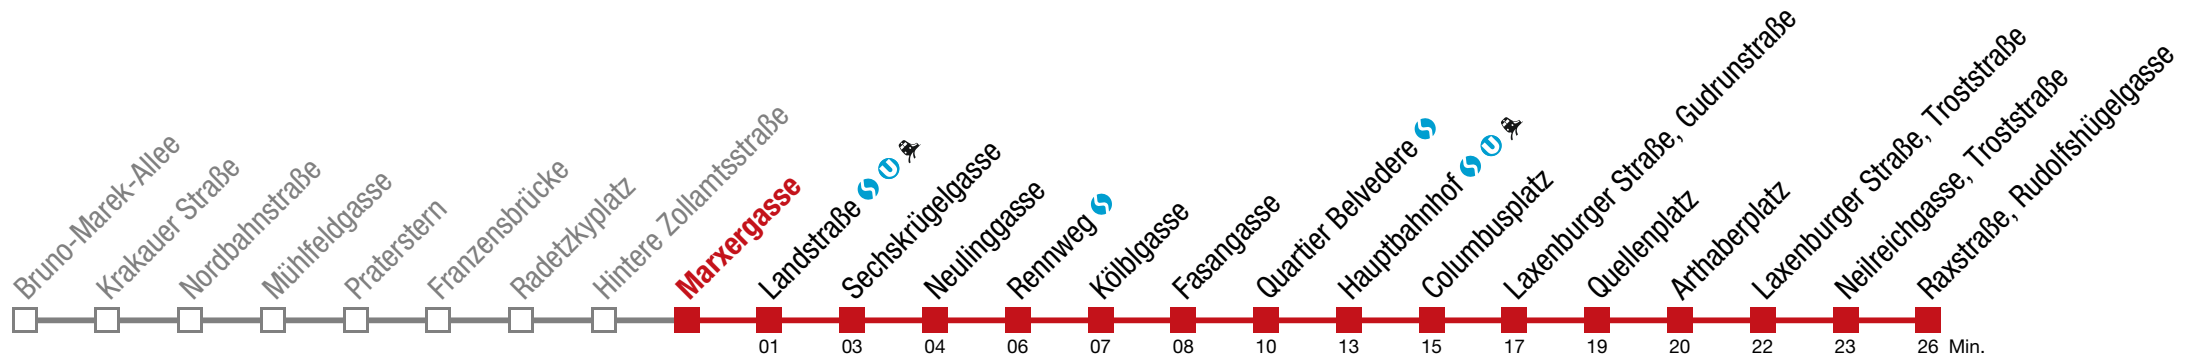 Bruno-Marek-Allee
Krakauer Straße
Nordbahnstraße
Mühlfeldgasse
Praterstern
Franzensbrücke
Radetzkyplatz
Hintere Zollamtsstraße
Marxergasse
Landstraße S U
Sechskrügelgasse
Neulinggasse
Rennweg S
Kölblgasse
Fasangasse
Quartier Belvedere S
Hauptbahnhof S U
Columbusplatz
Laxenburger Straße, Gudrunstraße
Quellenplatz
Arthaberplatz
Laxenburger Straße, Troststraße
Neilreichgasse, Troststraße
Raxstraße, Rudolfshügelgasse
01 03 04 06 07 08 10 13 15 17 19 20 22 23 26 Min.